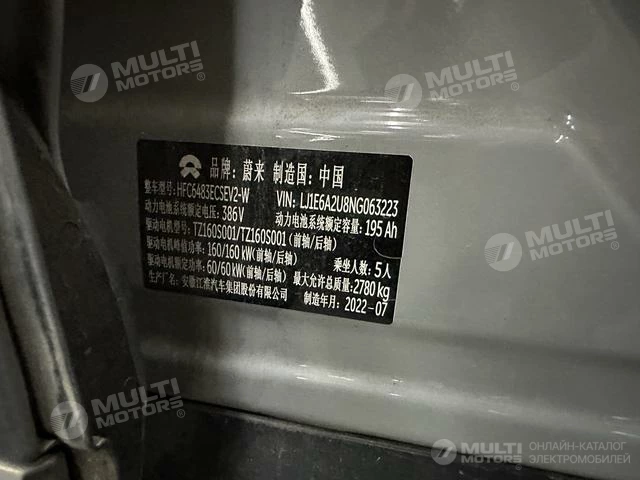 MULTI
MOTORS®
MULTI
MOTORS®
品牌: 蔚来 制造国: 中国
整车型号: HFC6483ECSEV2-W VIN: LJ1E6A2U8NG063223
动力电池系统额定电压: 386V 动力电池系统额定容量: 195 Ah
驱动电机型号: TZ160S001/TZ160S001 (前轴/后轴)
驱动电机峰值功率: 160/160 kW(前轴/后轴) 乘坐人数: 5人
驱动电机额定功率: 60/60 kW(前轴/后轴) 最大允许总质量: 2780 kg
生产厂名: 安徽江淮汽车集团股份有限公司 制造年月: 2022-07
MULTI
MOTORS®
MULTI
MOTORS®
MULTI
MOTORS®
MULTI
MOTORS®
ОНЛАЙН-КАТАЛОГ
ЭЛЕКТРОМОБИЛЕЙ